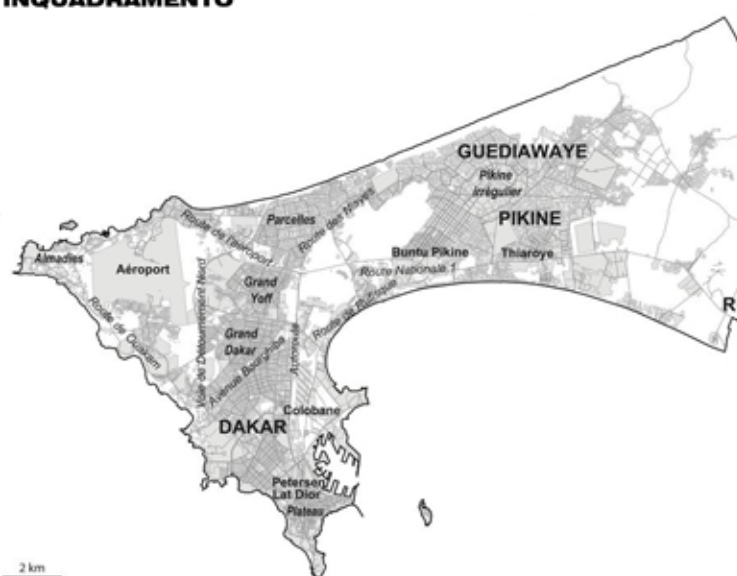 INQUADRAMENTO
GUEDIAWAYE
Pikine
Irrégulier
PIKINE
Parcelles
Route des Niayes
Route de l'aéroport
Buntu Pikine
Thiaroye
Almadies
Aéroport
Route Nationale 1
Grand
Yoff
Route de Rufisque
R
Route de Ouakam
Voie de Détournement Nord
Grand
Dakar
Avenue Bourghiba
Autoroute
Colobane
DAKAR
Petersen
Lat Dior
Plateau
2 km